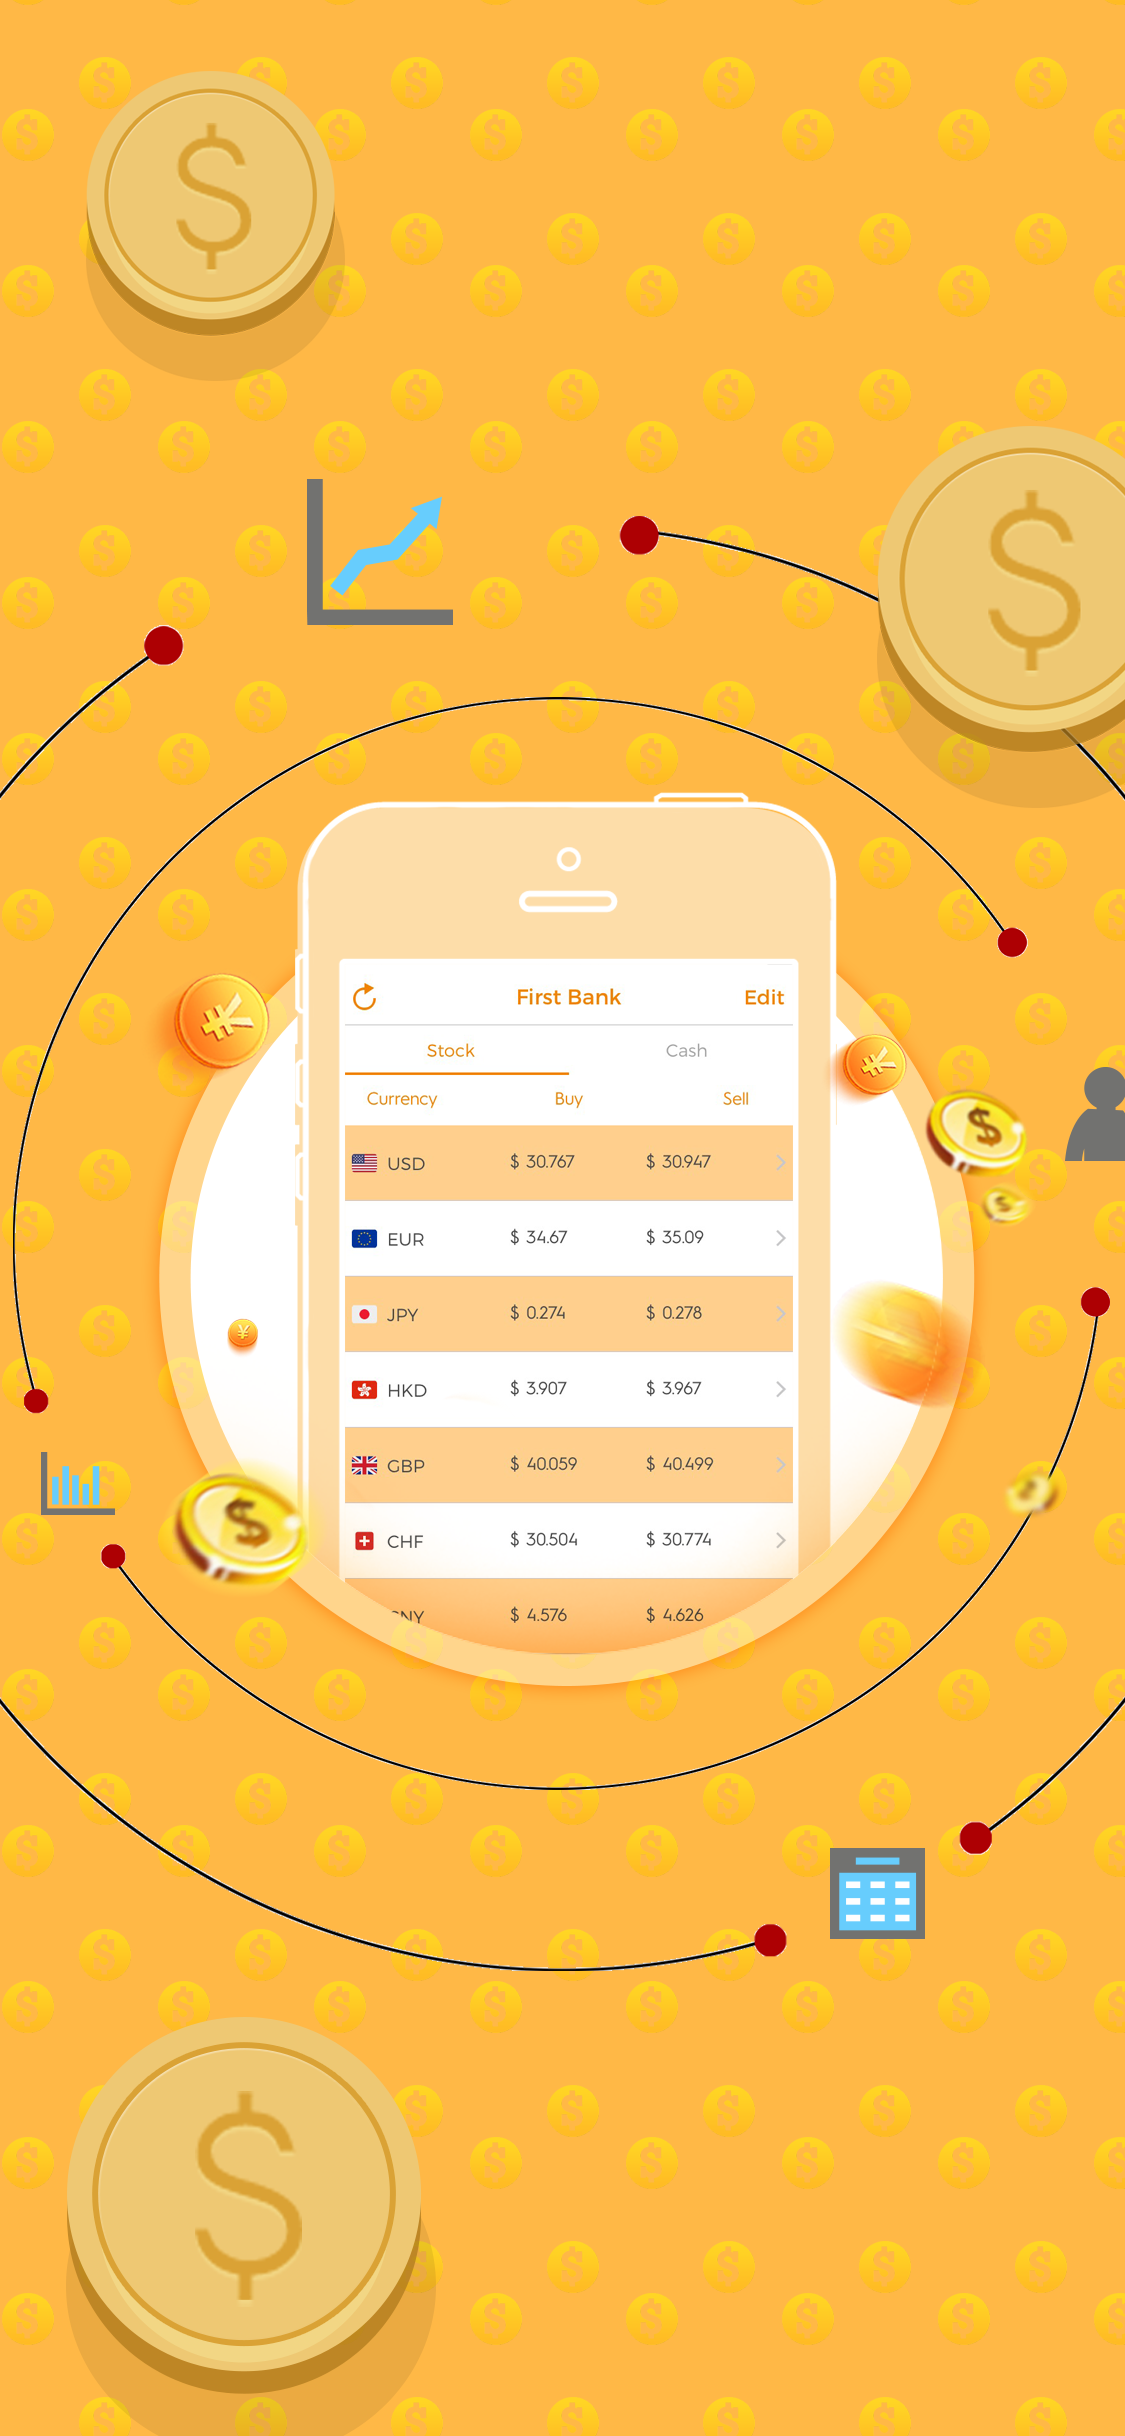 First Bank Edit
Stock Cash
Currency Buy Sell
USD $ 30.767 $ 30.947
EUR $ 34.67 $ 35.09
JPY $ 0.274 $ 0.278
HKD $ 3.907 $ 3.967
GBP $ 40.059 $ 40.499
CHF $ 30.504 $ 30.774
CNY $ 4.576 $ 4.626